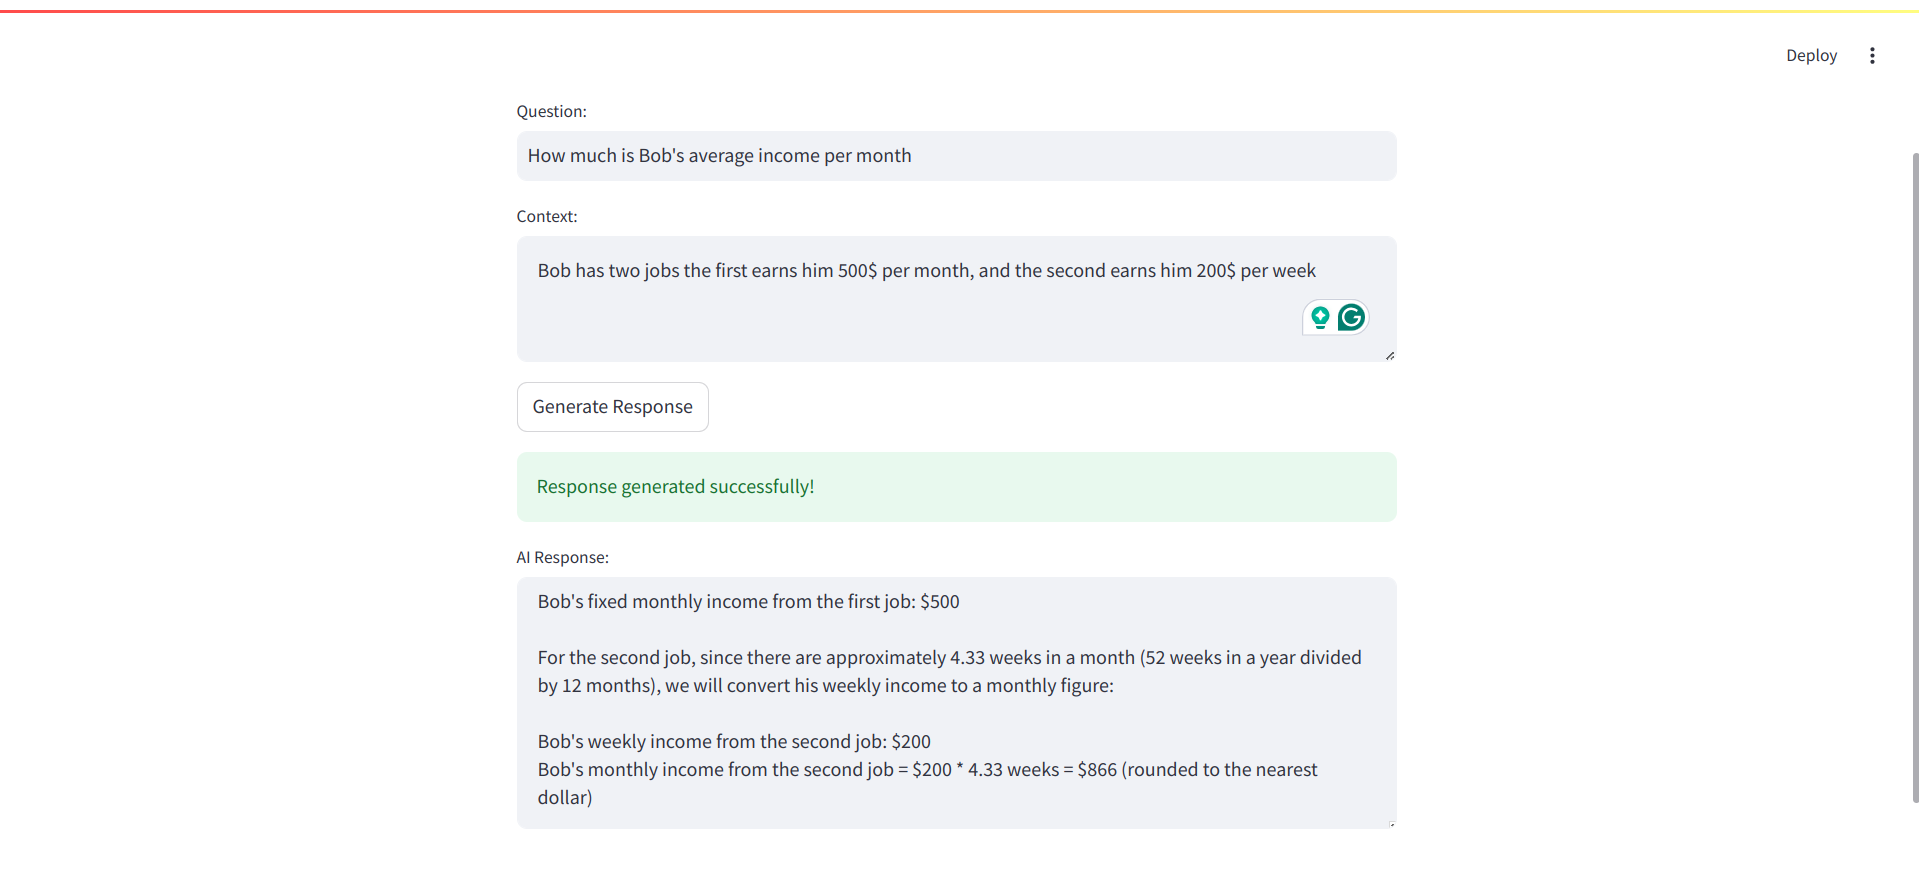 Deploy
Question:
How much is Bob's average income per month
Context:
Bob has two jobs the first earns him 500$ per month, and the second earns him 200$ per week
Generate Response
Response generated successfully!
AI Response:
Bob's fixed monthly income from the first job: $500
For the second job, since there are approximately 4.33 weeks in a month (52 weeks in a year divided
by 12 months), we will convert his weekly income to a monthly figure:
Bob's weekly income from the second job: $200
Bob's monthly income from the second job = $200 * 4.33 weeks = $866 (rounded to the nearest
dollar)